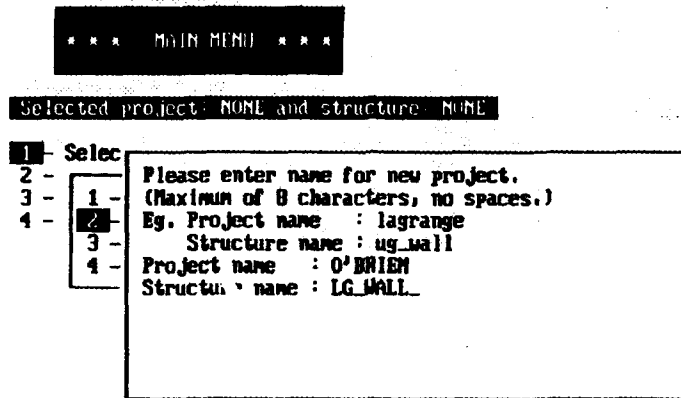 * * * MAIN MENU * * *
Selected project: NONE and structure: NONE
1 - Selec
2 -
3 -
4 -
1 -
2 -
3 -
4 -
Please enter name for new project.
(Maximum of 8 characters, no spaces.)
Eg. Project name : lagrange
Structure name : ug_wall
Project name : O'BRIEN
Structure name : LG_WALL_